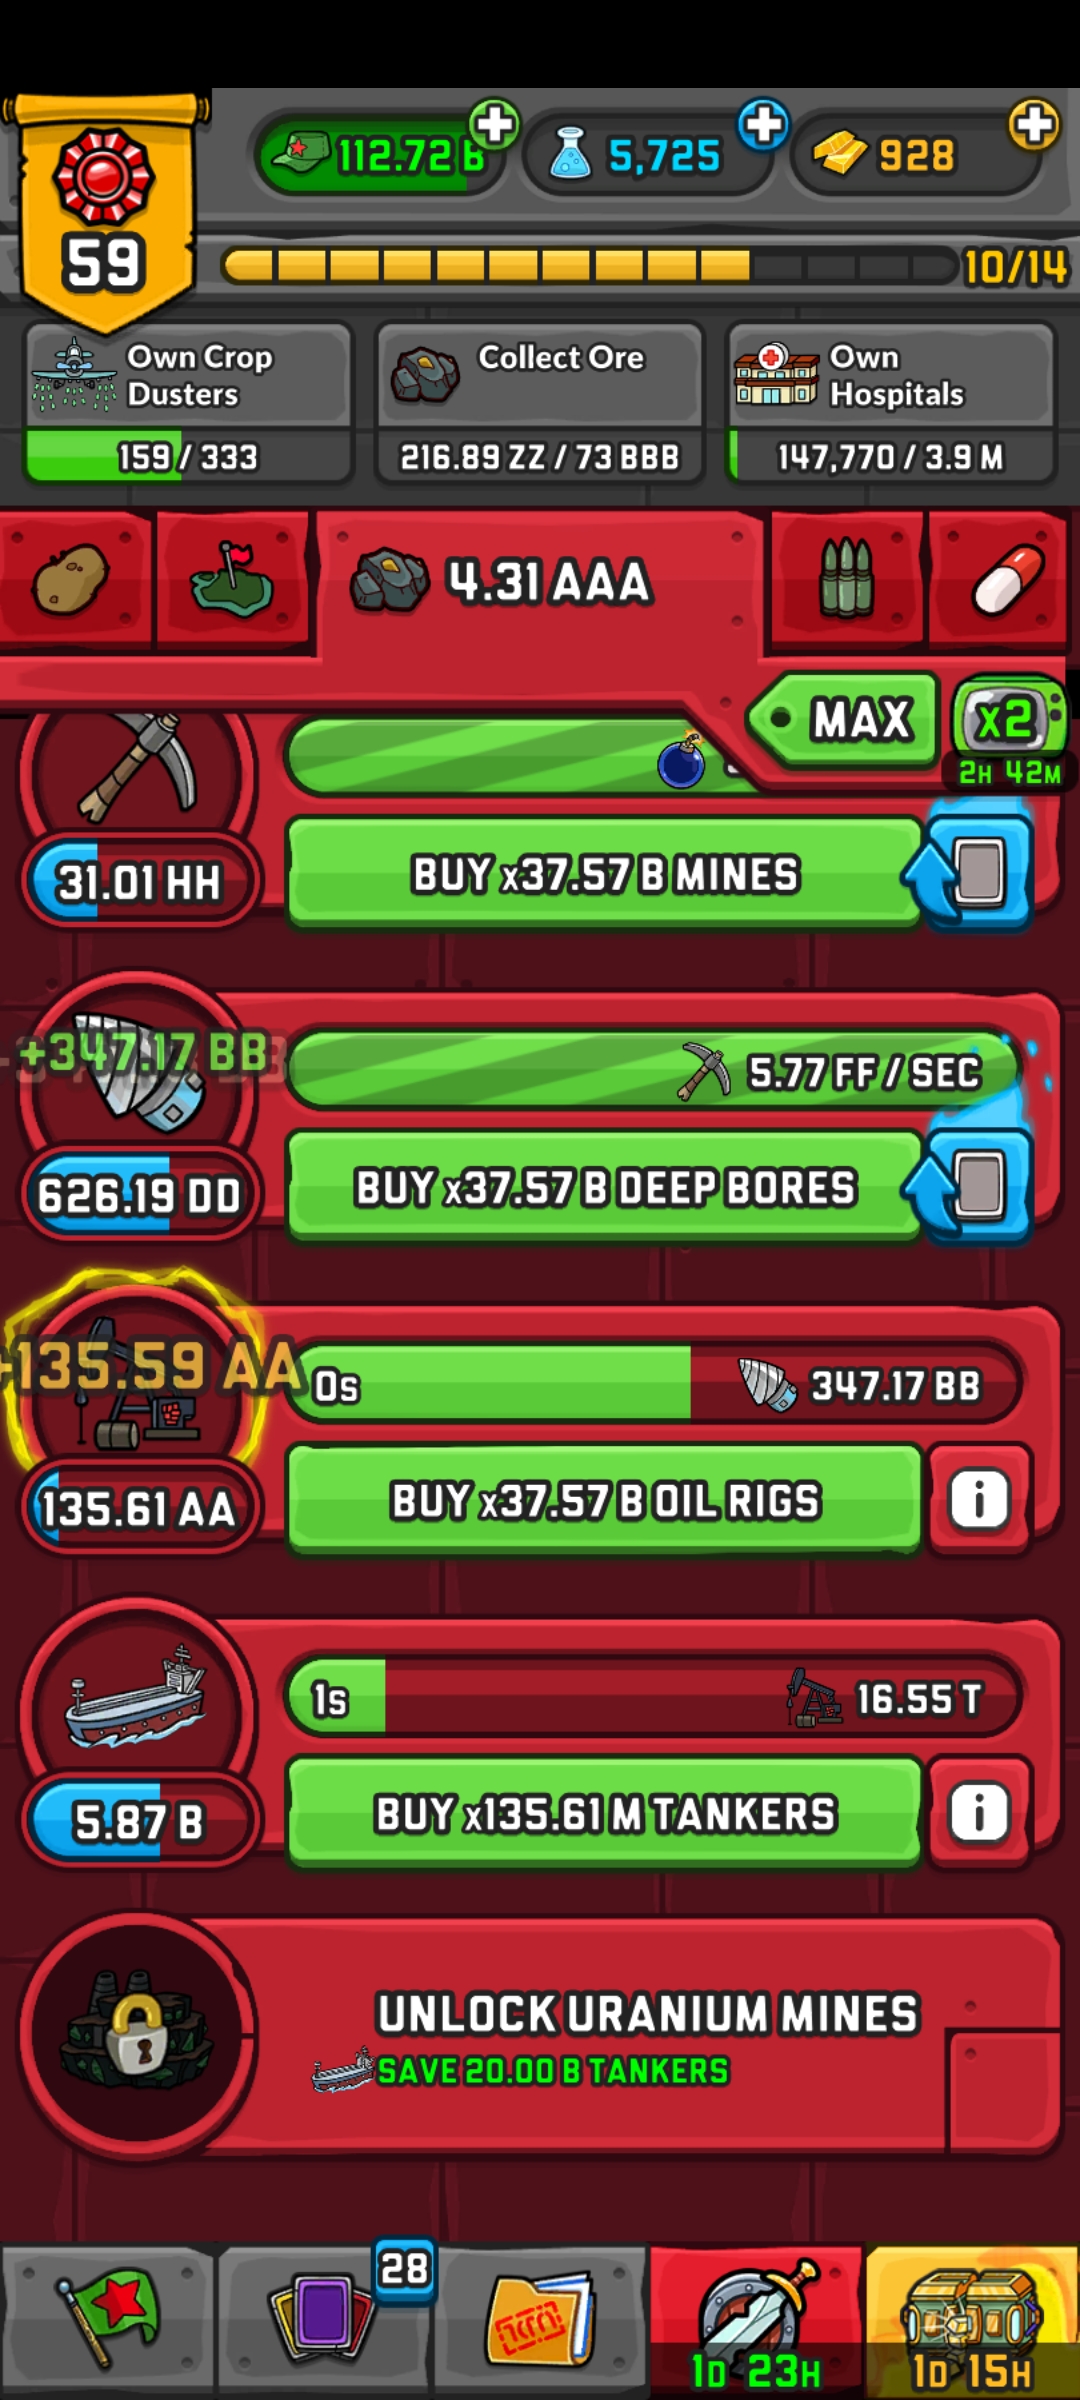 112.72 B
5,725
928
59
10/14
Own Crop
Dusters
159 / 333
Collect Ore
216.89 ZZ / 73 BBB
Own
Hospitals
147,770 / 3.9 M
4.31 AAA
MAX
x2
2H 42M
31.01 HH
BUY x37.57 B MINES
+347.17 BB
5.77 FF / SEC
626.19 DD
BUY x37.57 B DEEP BORES
+135.59 AA
0s
347.17 BB
135.61 AA
BUY x37.57 B OIL RIGS
i
1s
16.55 T
5.87 B
BUY x135.61 M TANKERS
i
UNLOCK URANIUM MINES
SAVE 20.00 B TANKERS
28
1D 23H
1D 15H